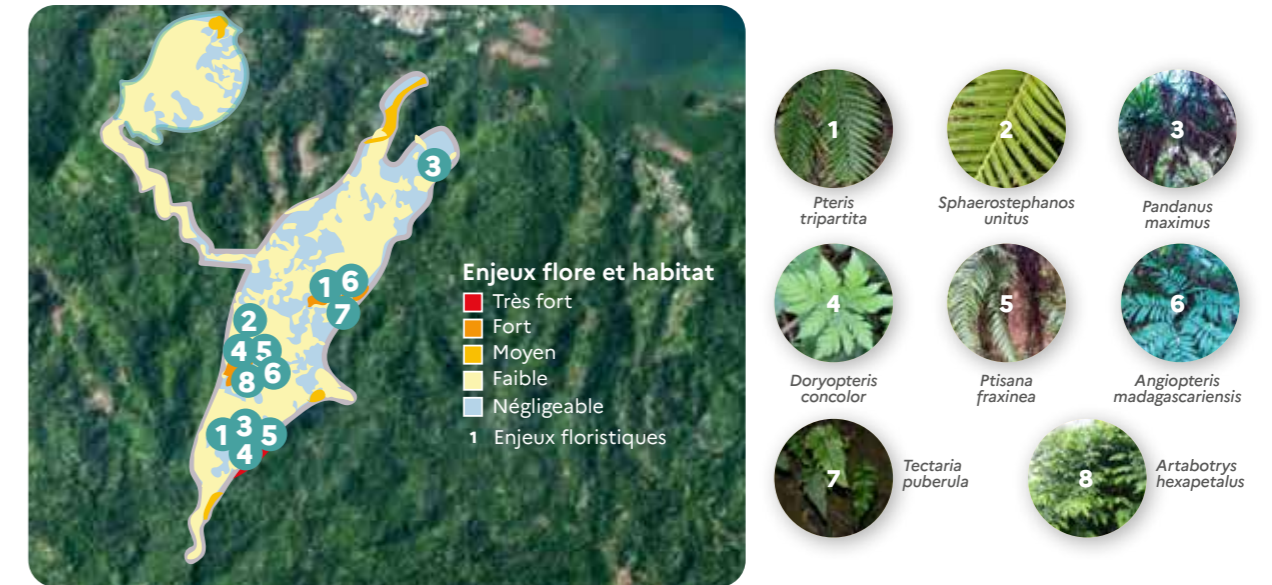 3
1 6
7
2
4 5
6
8
1 3 5
4
Enjeux flore et habitat
Très fort
Fort
Moyen
Faible
Négligeable
1 Enjeux floristiques
1
Pteris
tripartita
2
Sphaerostephanos
unitus
3
Pandanus
maximus
4
Doryopteris
concolor
5
Ptisana
fraxinea
6
Angiopteris
madagascariensis
7
Tectaria
puberula
8
Artabotrys
hexapetalus